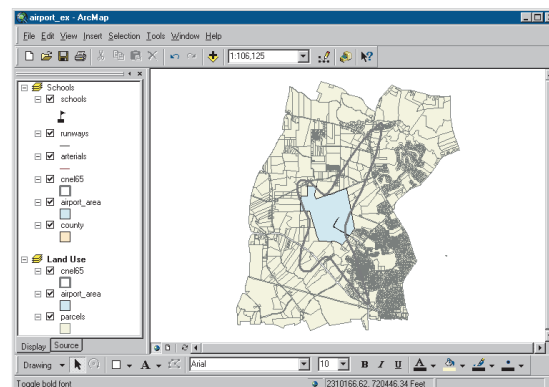 airport_ex - ArcMap
File Edit View Insert Selection Tools Window Help
1:106,125
Schools
schools
runways
arterials
cnel65
airport_area
county
Land Use
cnel65
airport_area
parcels
Display Source
Drawing A Arial 10 B I U A
Toggle bold font 2310166.62 720446.34 Feet